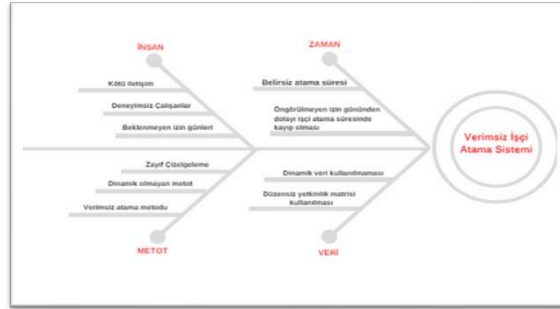 İNSAN
Kötü iletişim
Deneyimsiz Çalışanlar
Beklenmeyen izin günleri
ZAMAN
Belirsiz atama süresi
Öngörülmeyen izin gününden
dolayı işçi atama süresinde
kayıp olması
Verimsiz İşçi
Atama Sistemi
Zayıf Çizelgeleme
Dinamik olmayan metot
Verimsiz atama metodu
METOT
Dinamik veri kullanılmaması
Düzensiz yetkinlik matrisi
kullanılması
VERİ